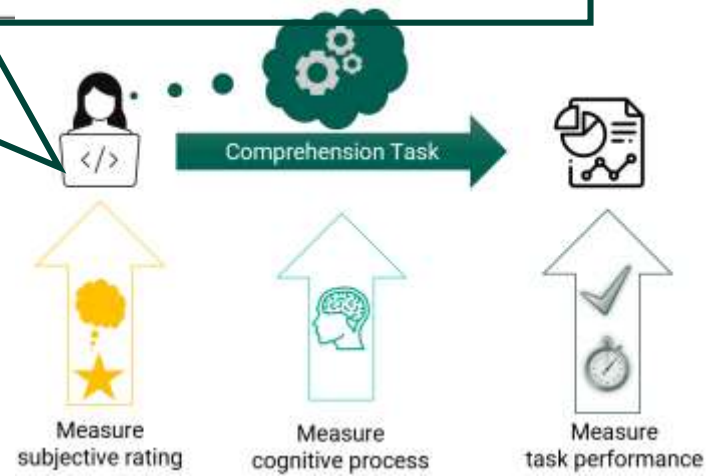 </>
Comprehension Task
Measure
subjective rating
Measure
cognitive process
Measure
task performance